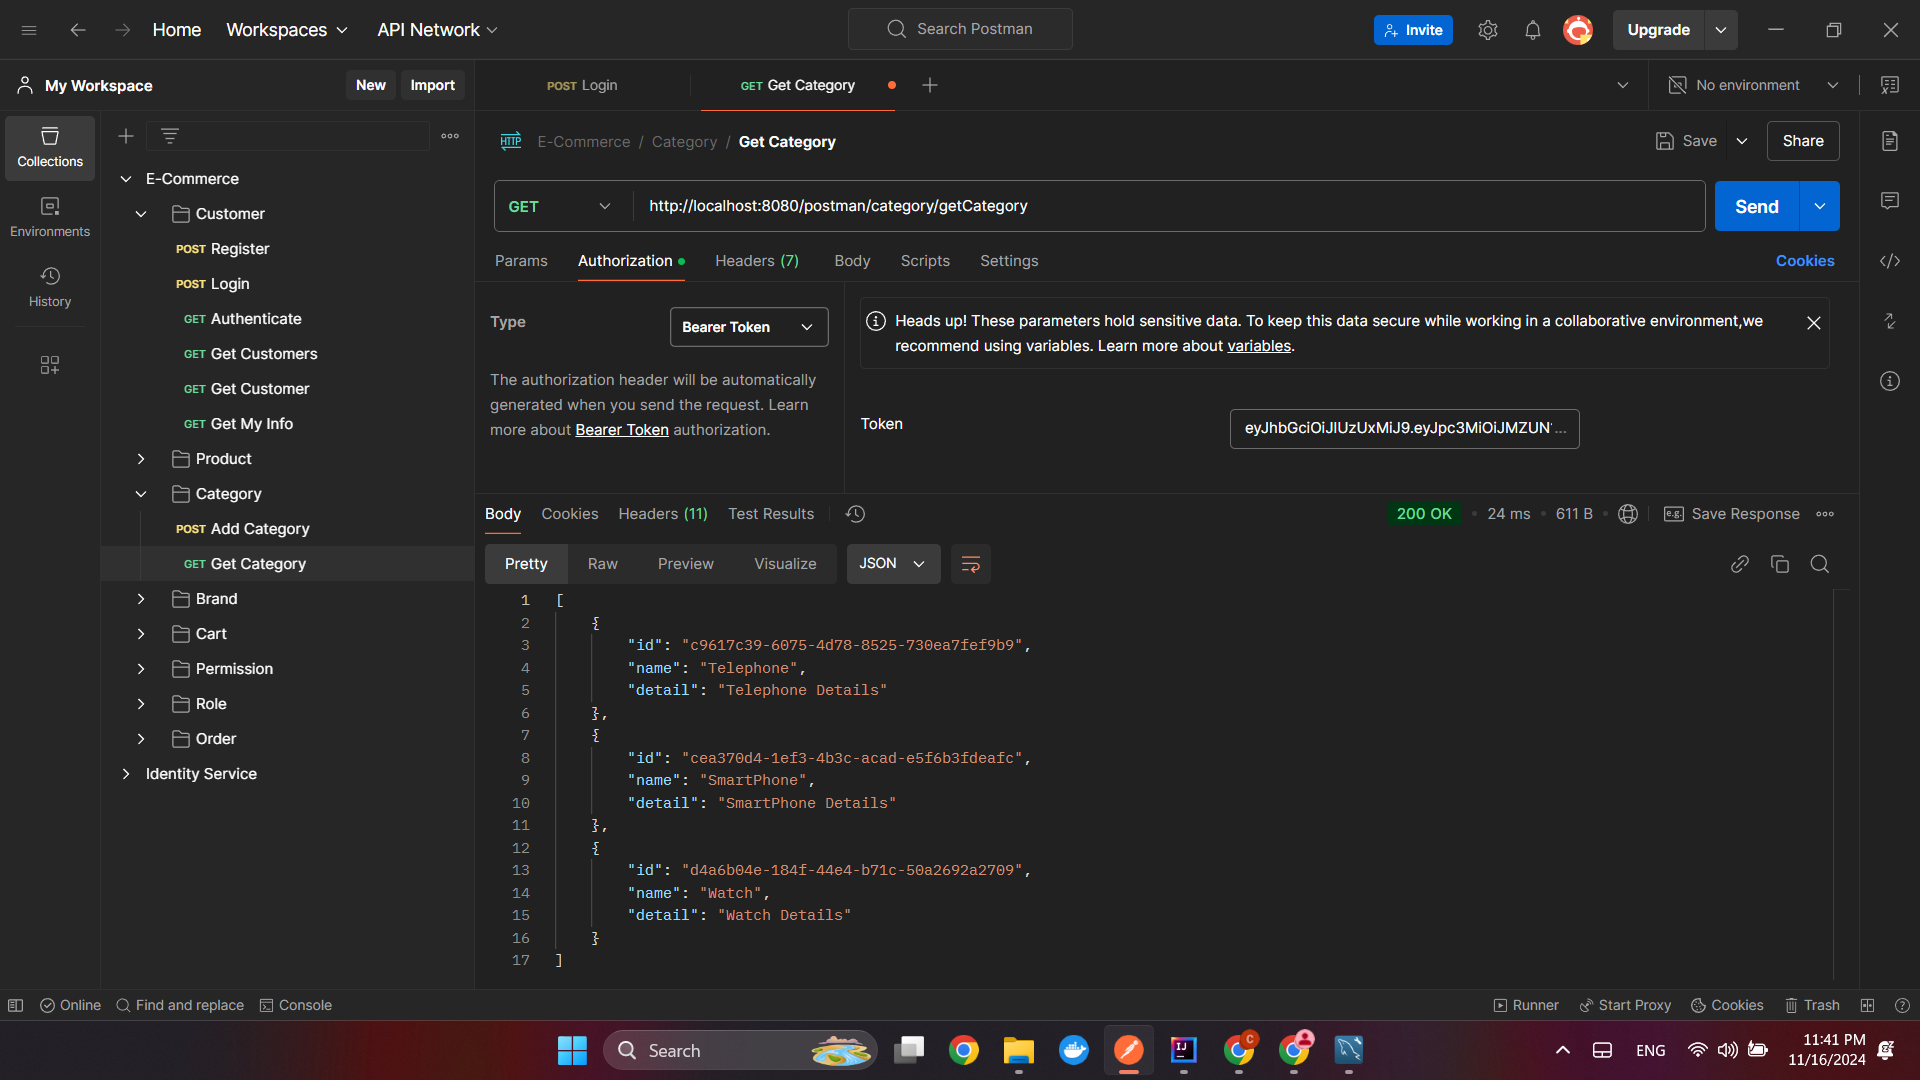 Home Workspaces API Network Search Postman Invite Upgrade
My Workspace New Import POST Login GET Get Category No environment
Collections
Environments
History
E-Commerce
Customer
POST Register
POST Login
GET Authenticate
GET Get Customers
GET Get Customer
GET Get My Info
Product
Category
POST Add Category
GET Get Category
Brand
Cart
Permission
Role
Order
Identity Service
HTTP E-Commerce / Category / Get Category Save Share
GET http://localhost:8080/postman/category/getCategory Send
Params Authorization Headers (7) Body Scripts Settings Cookies
Type Bearer Token
The authorization header will be automatically
generated when you send the request. Learn
more about Bearer Token authorization.
Heads up! These parameters hold sensitive data. To keep this data secure while working in a collaborative environment,we
recommend using variables. Learn more about variables.
Token eyJhbGciOiJIUzUxMiJ9.eyJpc3MiOiJMZUN...
Body Cookies Headers (11) Test Results 200 OK 24 ms 611 B e.g. Save Response
Pretty Raw Preview Visualize JSON
1 [
2 {
3 "id": "c9617c39-6075-4d78-8525-730ea7fef9b9",
4 "name": "Telephone",
5 "detail": "Telephone Details"
6 },
7 {
8 "id": "cea370d4-1ef3-4b3c-acad-e5f6b3fdeafc",
9 "name": "SmartPhone",
10 "detail": "SmartPhone Details"
11 },
12 {
13 "id": "d4a6b04e-184f-44e4-b71c-50a2692a2709",
14 "name": "Watch",
15 "detail": "Watch Details"
16 }
17 ]
Online Find and replace Console Runner Start Proxy Cookies Trash
Search ENG 11:41 PM
11/16/2024